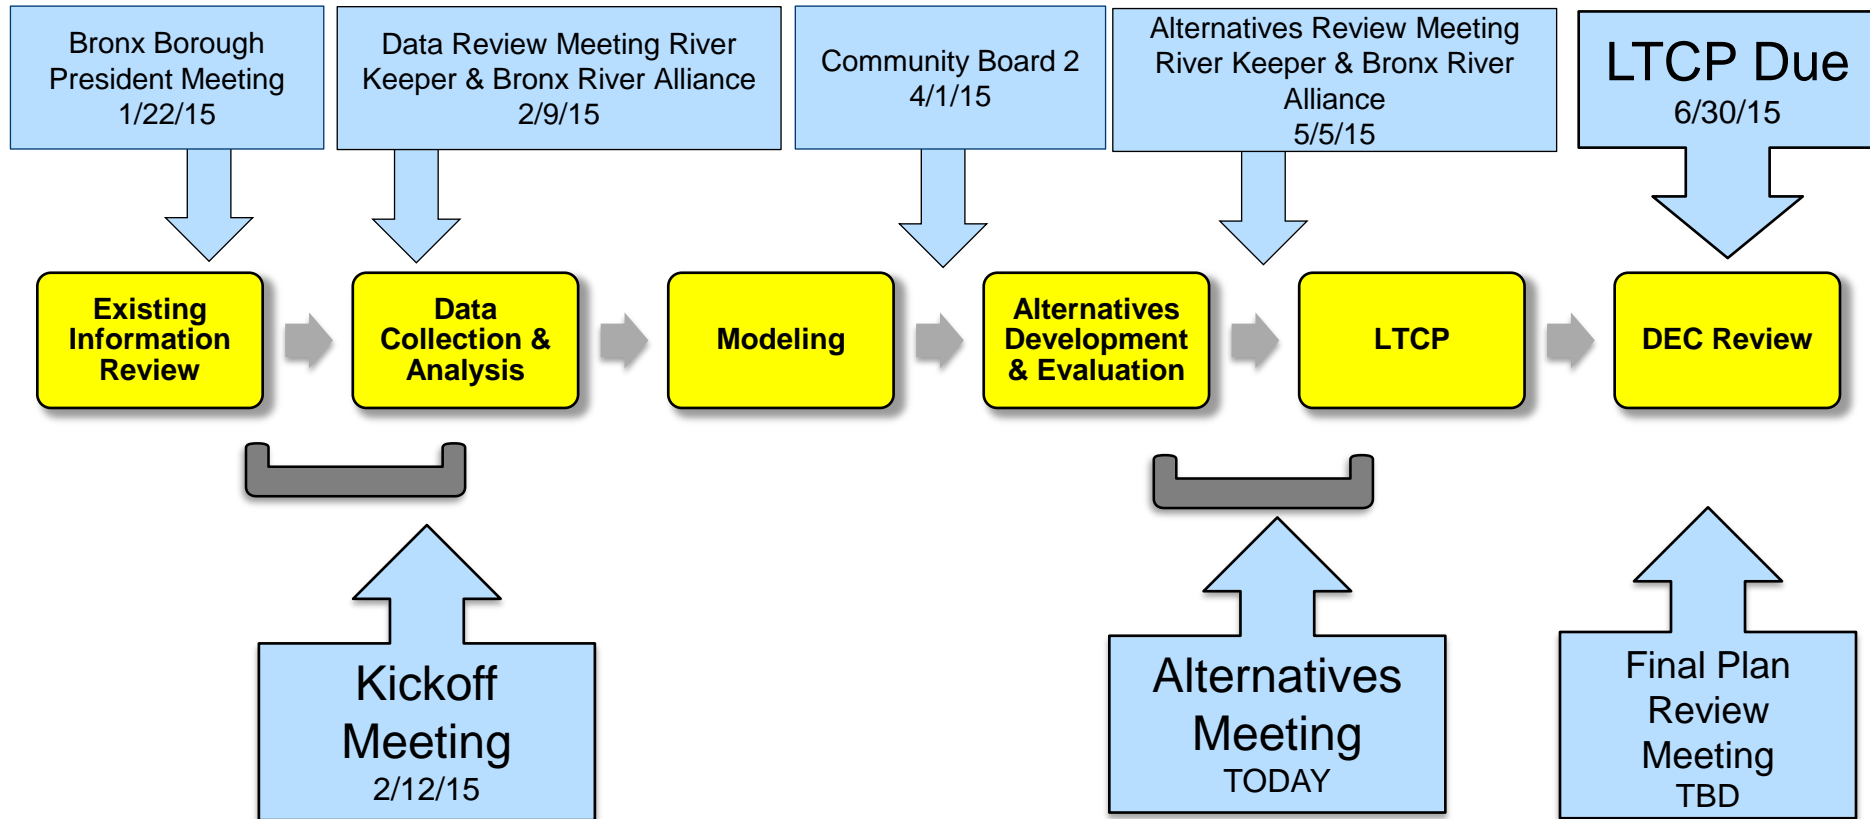 Bronx Borough
President Meeting
1/22/15
Data Review Meeting River
Keeper & Bronx River Alliance
2/9/15
Community Board 2
4/1/15
Alternatives Review Meeting
River Keeper & Bronx River
Alliance
5/5/15
LTCP Due
6/30/15
Existing
Information
Review
Data
Collection &
Analysis
Modeling
Alternatives
Development
& Evaluation
LTCP
DEC Review
Kickoff
Meeting
2/12/15
Alternatives
Meeting
TODAY
Final Plan
Review
Meeting
TBD